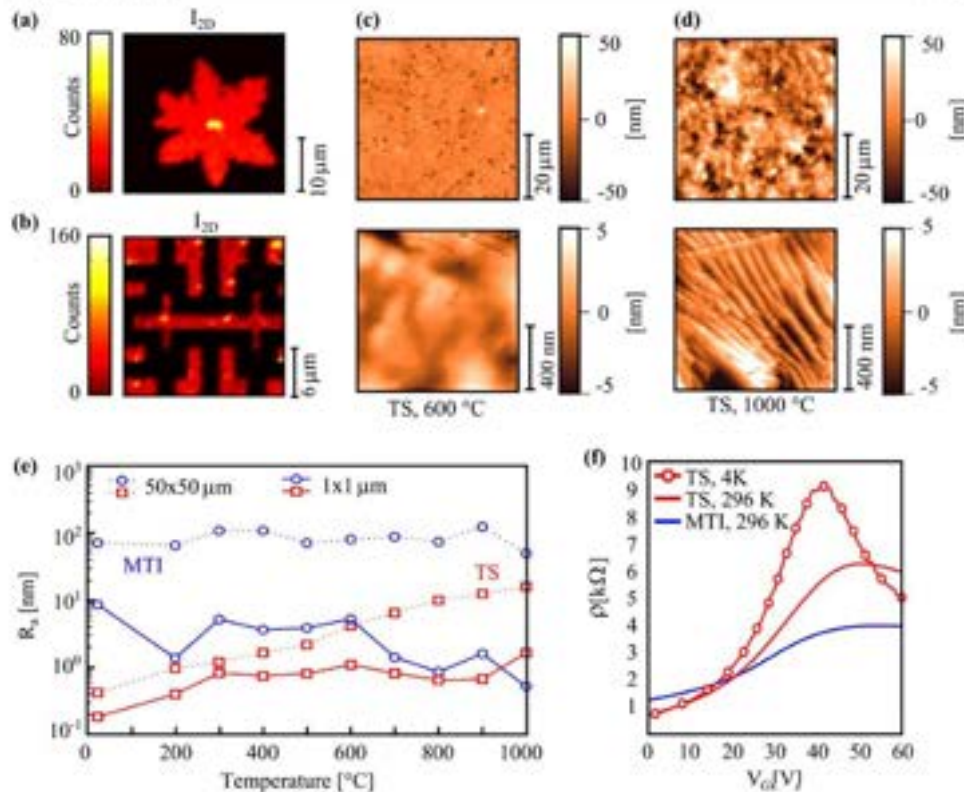 (a)
I2D
80
Counts
0
10 μm
(b)
I2D
160
Counts
0
6 μm
(c)
50
0
[nm]
-50
20 μm
5
0
[nm]
-5
400 nm
TS, 600 °C
(d)
50
0
[nm]
-50
20 μm
5
0
[nm]
-5
400 nm
TS, 1000 °C
(e)
10³
10²
10¹
10⁰
10⁻¹
Ra [nm]
50x50 μm
1x1 μm
MTI
TS
0 200 400 600 800 1000
Temperature [°C]
(f)
10
9
8
7
6
5
4
3
2
1
ρ[kΩ]
TS, 4K
TS, 296 K
MTI, 296 K
0 10 20 30 40 50 60
VG[V]